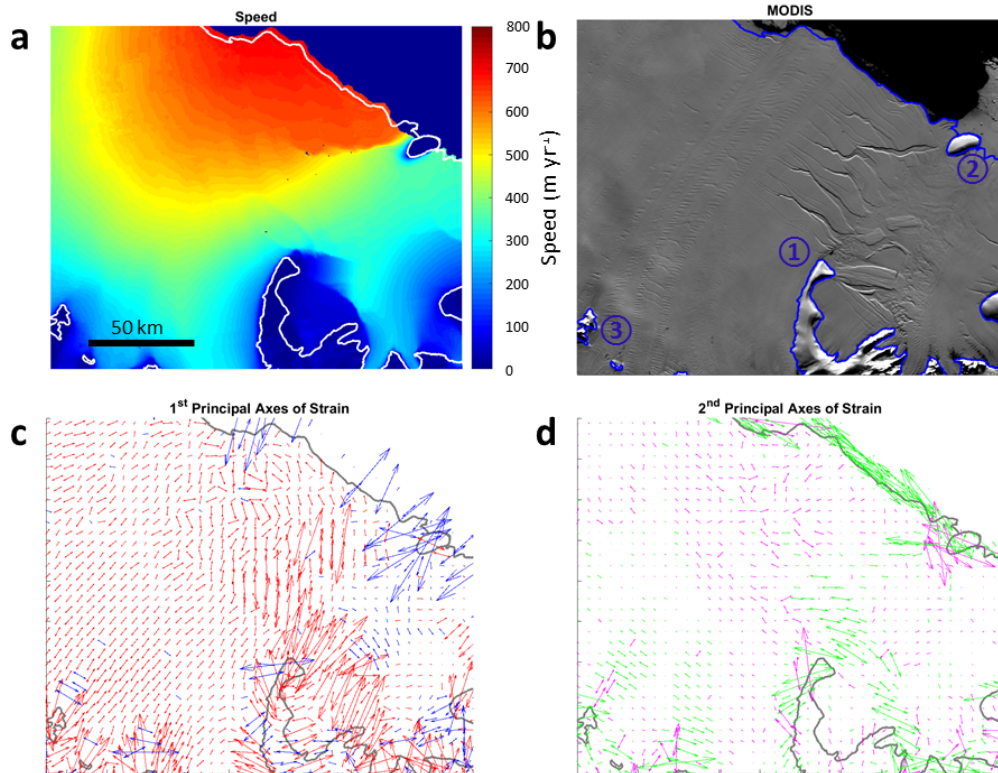 a
Speed
50 km
800
700
600
500
400
300
200
100
0
Speed (m yr⁻¹)
b
MODIS
1
2
3
c
1st Principal Axes of Strain
d
2nd Principal Axes of Strain